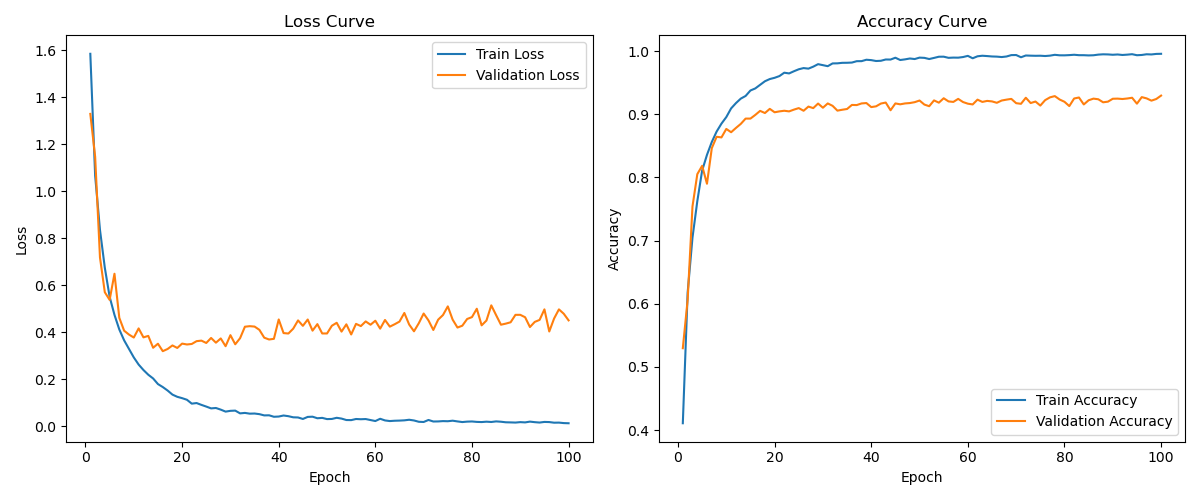 Loss Curve
1.6
1.4
1.2
1.0
0.8
0.6
0.4
0.2
0.0
Loss
Train Loss
Validation Loss
0 20 40 60 80 100
Epoch
Accuracy Curve
1.0
0.9
0.8
0.7
0.6
0.5
0.4
Accuracy
Train Accuracy
Validation Accuracy
0 20 40 60 80 100
Epoch